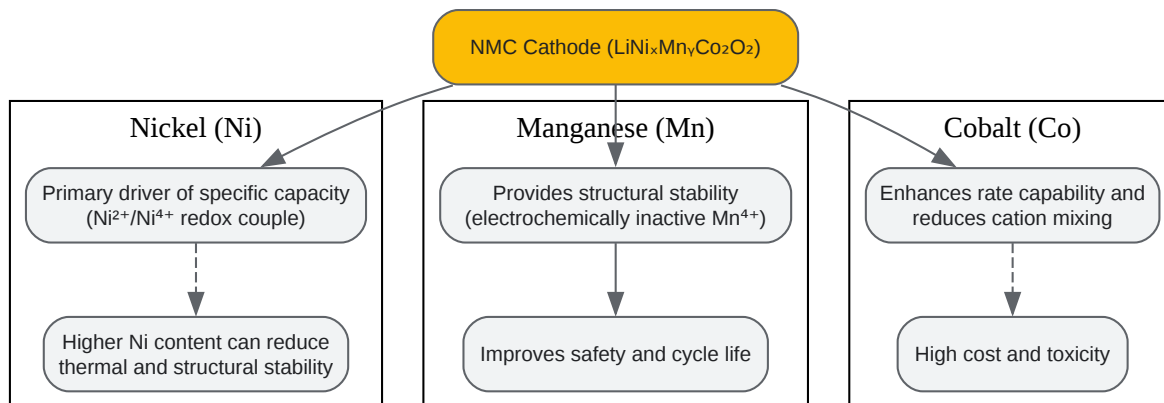 NMC Cathode (LiNiₓMnᵧCo₂O₂)
Nickel (Ni)
Primary driver of specific capacity
(Ni²⁺/Ni⁴⁺ redox couple)
Higher Ni content can reduce
thermal and structural stability
Manganese (Mn)
Provides structural stability
(electrochemically inactive Mn⁴⁺)
Improves safety and cycle life
Cobalt (Co)
Enhances rate capability and
reduces cation mixing
High cost and toxicity